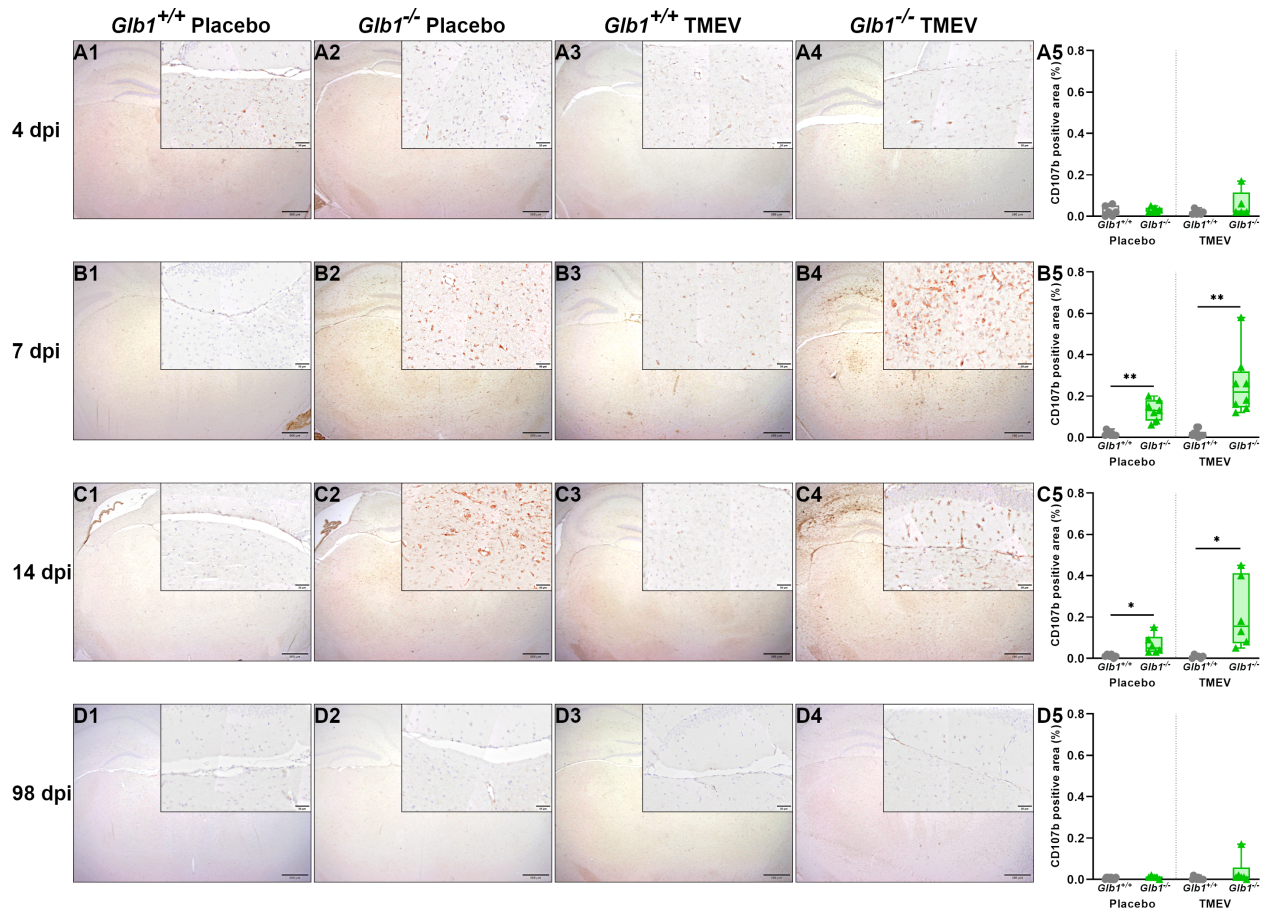 Glb1+/+ Placebo
Glb1-/- Placebo
Glb1+/+ TMEV
Glb1-/- TMEV
4 dpi
A1
A2
A3
A4
A5
CD107b positive area (%)
0.8
0.6
0.4
0.2
0.0
Glb1+/+
Glb1-/-
Glb1+/+
Glb1-/-
Placebo
TMEV
7 dpi
B1
B2
B3
B4
B5
CD107b positive area (%)
0.8
0.6
0.4
0.2
0.0
**
**
Glb1+/+
Glb1-/-
Glb1+/+
Glb1-/-
Placebo
TMEV
14 dpi
C1
C2
C3
C4
C5
CD107b positive area (%)
0.8
0.6
0.4
0.2
0.0
*
*
Glb1+/+
Glb1-/-
Glb1+/+
Glb1-/-
Placebo
TMEV
98 dpi
D1
D2
D3
D4
D5
CD107b positive area (%)
0.8
0.6
0.4
0.2
0.0
Glb1+/+
Glb1-/-
Glb1+/+
Glb1-/-
Placebo
TMEV